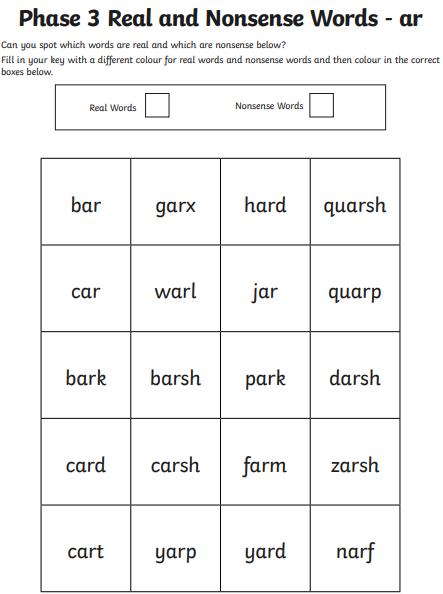 Phase 3 Real and Nonsense Words - ar
Can you spot which words are real and which are nonsense below?
Fill in your key with a different colour for real words and nonsense words and then colour in the correct
boxes below.
Real Words Nonsense Words
bar garx hard quarsh
car warl jar quarp
bark barsh park darsh
card carsh farm zarsh
cart yarp yard narf